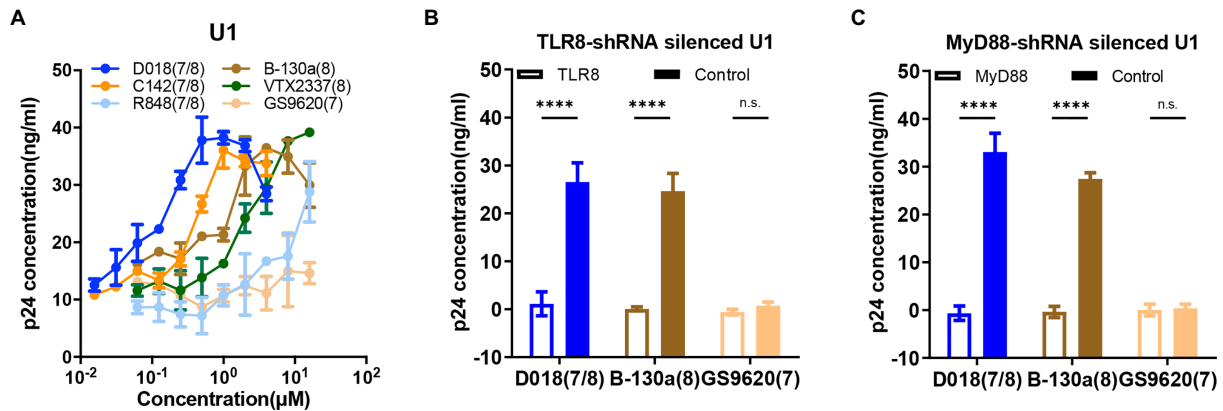 A
U1
D018(7/8)
C142(7/8)
R848(7/8)
B-130a(8)
VTX2337(8)
GS9620(7)
p24 concentration(ng/ml)
50
40
30
20
10
0
10-2
10-1
100
101
102
Concentration(µM)
B
TLR8-shRNA silenced U1
TLR8
Control
p24 concentration(ng/ml)
50
40
30
20
10
0
-10
****
****
n.s.
D018(7/8)
B-130a(8)
GS9620(7)
C
MyD88-shRNA silenced U1
MyD88
Control
p24 concentration(ng/ml)
50
40
30
20
10
0
-10
****
****
n.s.
D018(7/8)
B-130a(8)
GS9620(7)